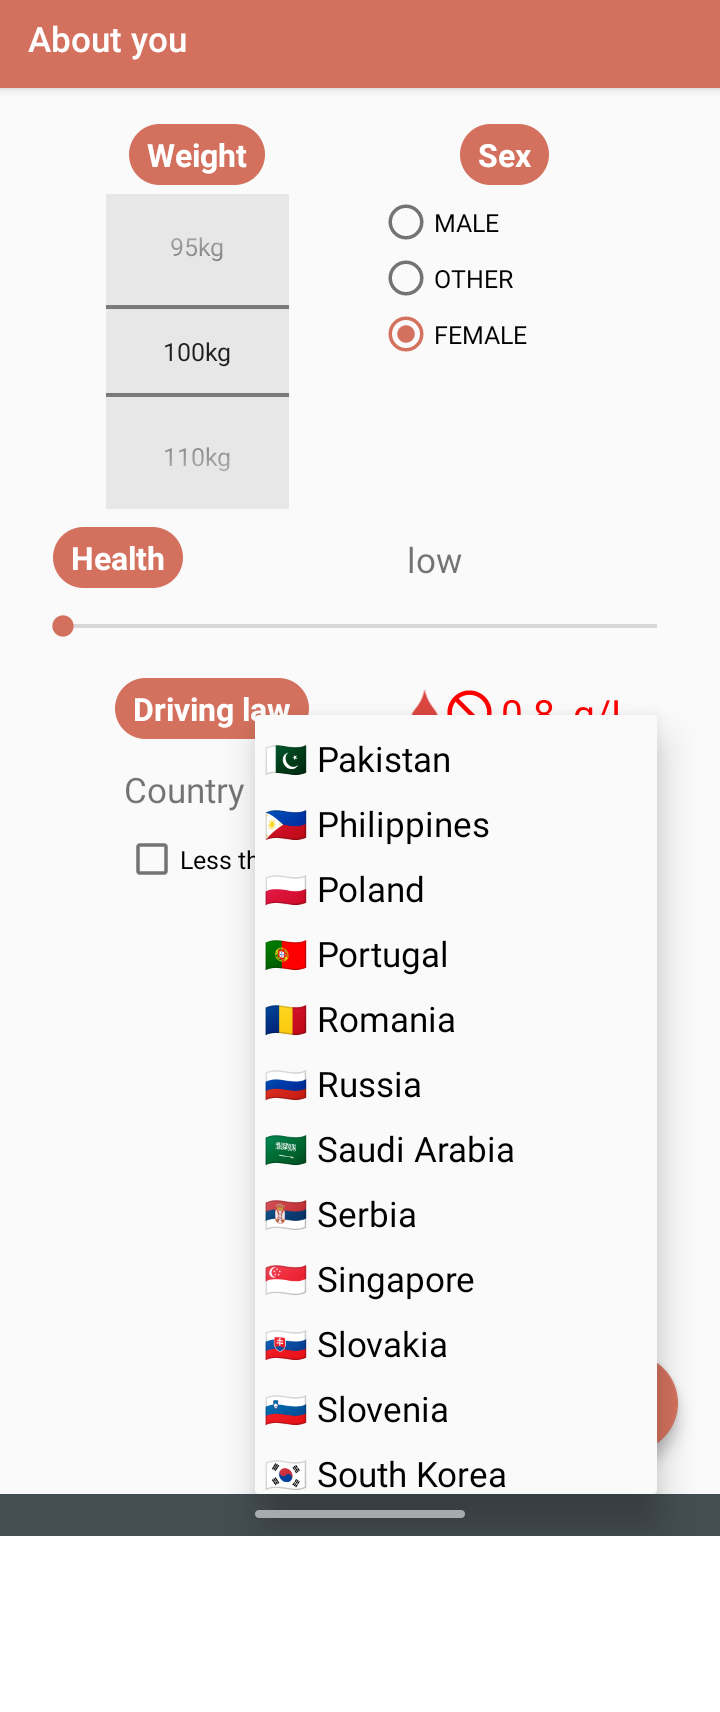 About you
Weight
Sex
95kg
100kg
110kg
MALE
OTHER
FEMALE
Health
low
Driving law
0.8 g/l
Country
Less
Pakistan
Philippines
Poland
Portugal
Romania
Russia
Saudi Arabia
Serbia
Singapore
Slovakia
Slovenia
South Korea